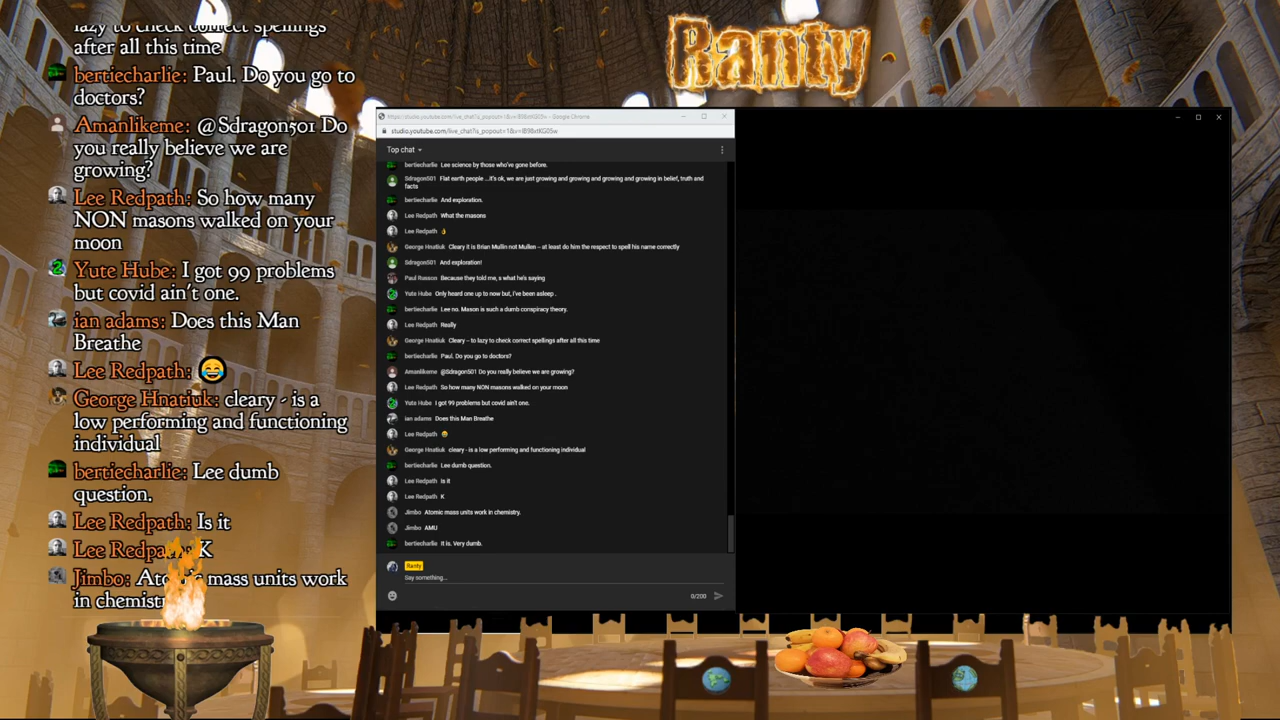 lazy to check correct spellings
after all this time
bertiecharlie: Paul. Do you go to
doctors?
Amanlikeme: @Sdragon501 Do
you really believe we are
growing?
Lee Redpath: So how many
NON masons walked on your
moon
Yute Hube: I got 99 problems
but covid ain't one.
ian adams: Does this Man
Breathe
Lee Redpath: 😂
George Hnatiuk: cleary - is a
low performing and functioning
individual
bertiecharlie: Lee dumb
question.
Lee Redpath: Is it
Lee Redpa K
Jimbo: mass units work
Ranty
studio.youtube.com/live_chat?is_popout=1&v=
Top chat
bertiecharlie Lee science by those who've gone before.
Sdragon501 Flat earth people ...it's ok, we are just growing and growing and growing and growing in belief, truth and
facts
bertiecharlie And exploration.
Lee Redpath What the masons
Lee Redpath 👌
George Hnatiuk Cleary it is Brian Mullin not Mullen -- at least do him the respect to spell his name correctly
Sdragon501 And exploration!
Paul Russon Because they told me, s what he's saying
Yute Hube Only heard one up to now but, I've been asleep .
bertiecharlie Lee no. Mason is such a dumb conspiracy theory.
Lee Redpath Really
George Hnatiuk Cleary -- to lazy to check correct spellings after all this time
bertiecharlie Paul. Do you go to doctors?
Amanlikeme @Sdragon501 Do you really believe we are growing?
Lee Redpath So how many NON masons walked on your moon
Yute Hube I got 99 problems but covid ain't one.
ian adams Does this Man Breathe
Lee Redpath 😂
George Hnatiuk cleary - is a low performing and functioning individual
bertiecharlie Lee dumb question.
Lee Redpath Is it
Lee Redpath K
Jimbo Atomic mass units work in chemistry.
Jimbo AMU
bertiecharlie It is. Very dumb.
Ranty
Say something...
0/200